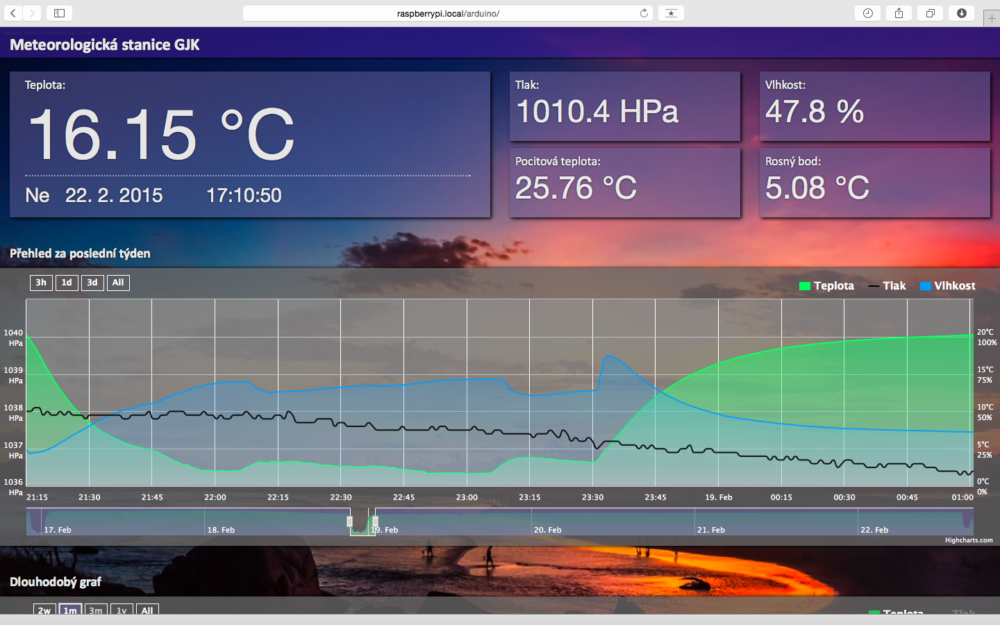 raspberrypi.local/arduino/
Meteorologická stanice GJK
Teplota:
16.15 °C
Ne 22. 2. 2015 17:10:50
Tlak:
1010.4 HPa
Vlhkost:
47.8 %
Pocitová teplota:
25.76 °C
Rosný bod:
5.08 °C
Přehled za poslední týden
3h 1d 3d All
Teplota Tlak Vlhkost
1040 HPa
1039 HPa
1038 HPa
1037 HPa
1036 HPa
20°C 100%
15°C 75%
10°C 50%
5°C 25%
0°C 0%
21:15 21:30 21:45 22:00 22:15 22:30 22:45 23:00 23:15 23:30 23:45 19. Feb 00:15 00:30 00:45 01:00
17. Feb 18. Feb 19. Feb 20. Feb 21. Feb 22. Feb
Highcharts.com
Dlouhodobý graf
2w 1m 3m 1y All
Teplota Tlak